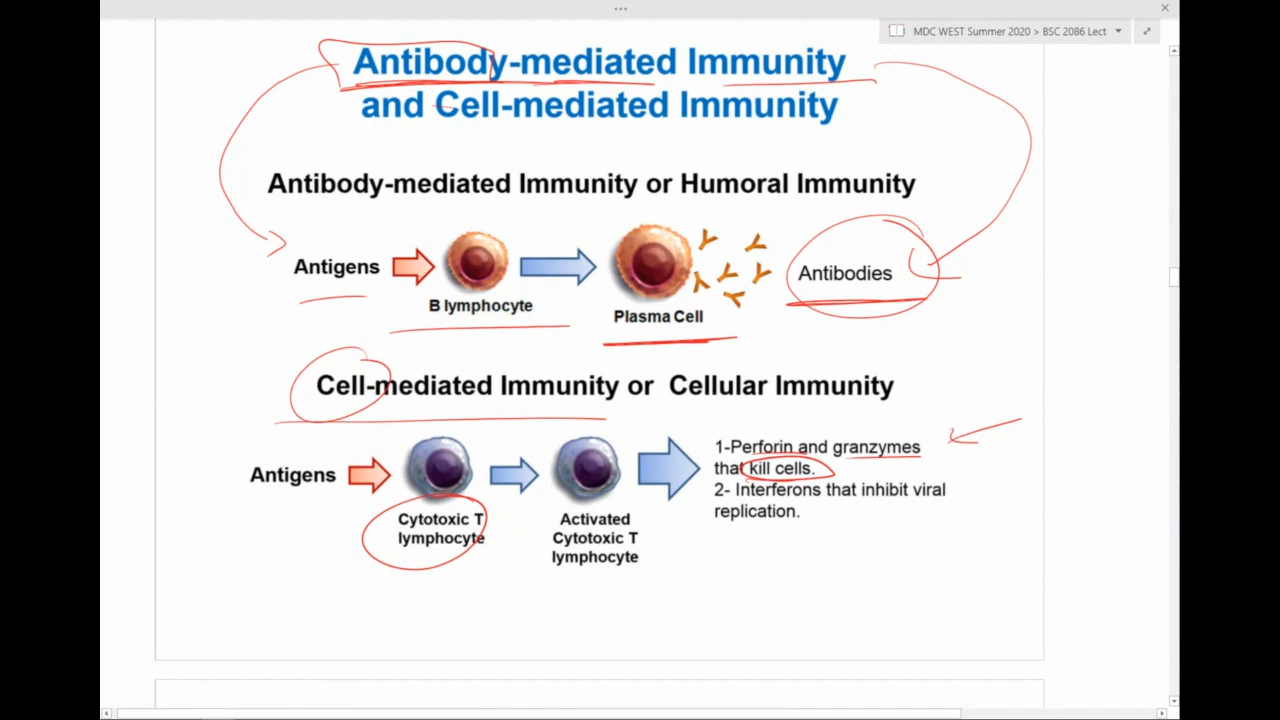 MDC WEST Summer 2020 > BSC 2086 Lect
Antibody-mediated Immunity
and Cell-mediated Immunity
Antibody-mediated Immunity or Humoral Immunity
Antigens
B lymphocyte
Plasma Cell
Antibodies
Cell-mediated Immunity or Cellular Immunity
Antigens
Cytotoxic T
lymphocyte
Activated
Cytotoxic T
lymphocyte
1-Perforin and granzymes
that kill cells.
2- Interferons that inhibit viral
replication.